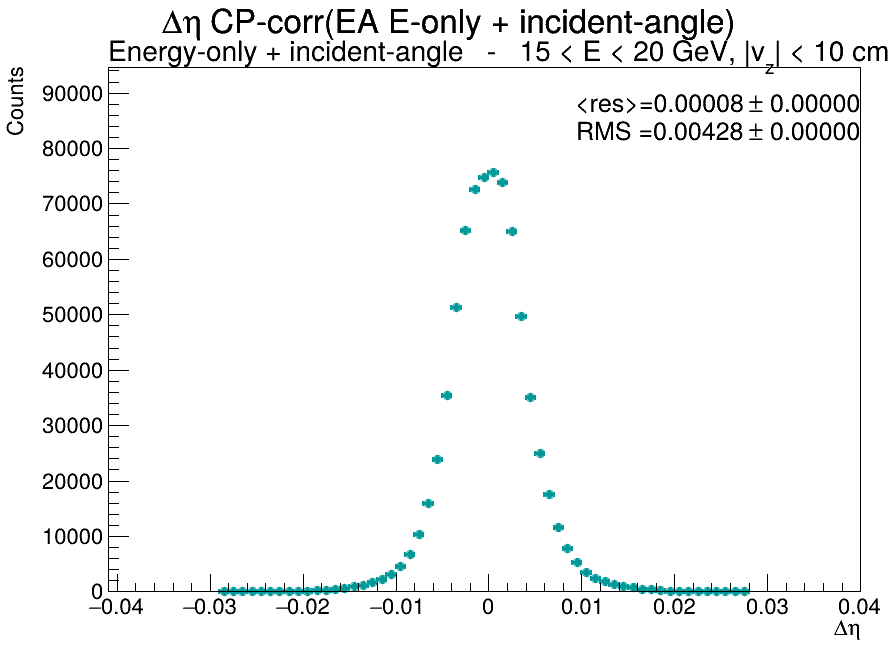 Δη CP-corr(EA E-only + incident-angle)
Energy-only + incident-angle - 15 < E < 20 GeV, |v_z| < 10 cm
Counts
<res>=0.00008 ± 0.00000
RMS =0.00428 ± 0.00000
90000
80000
70000
60000
50000
40000
30000
20000
10000
0
−0.04 −0.03 −0.02 −0.01 0 0.01 0.02 0.03 0.04
Δη